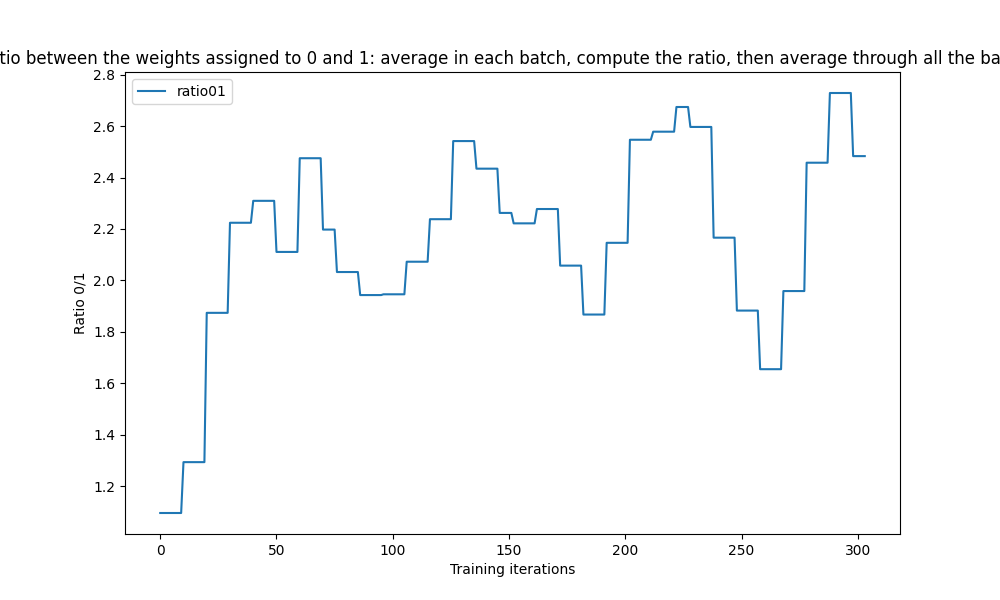 tio between the weights assigned to 0 and 1: average in each batch, compute the ratio, then average through all the ba
2.8
ratio01
2.6
2.4
2.2
2.0
1.8
1.6
1.4
1.2
Ratio 0/1
0 50 100 150 200 250 300
Training iterations